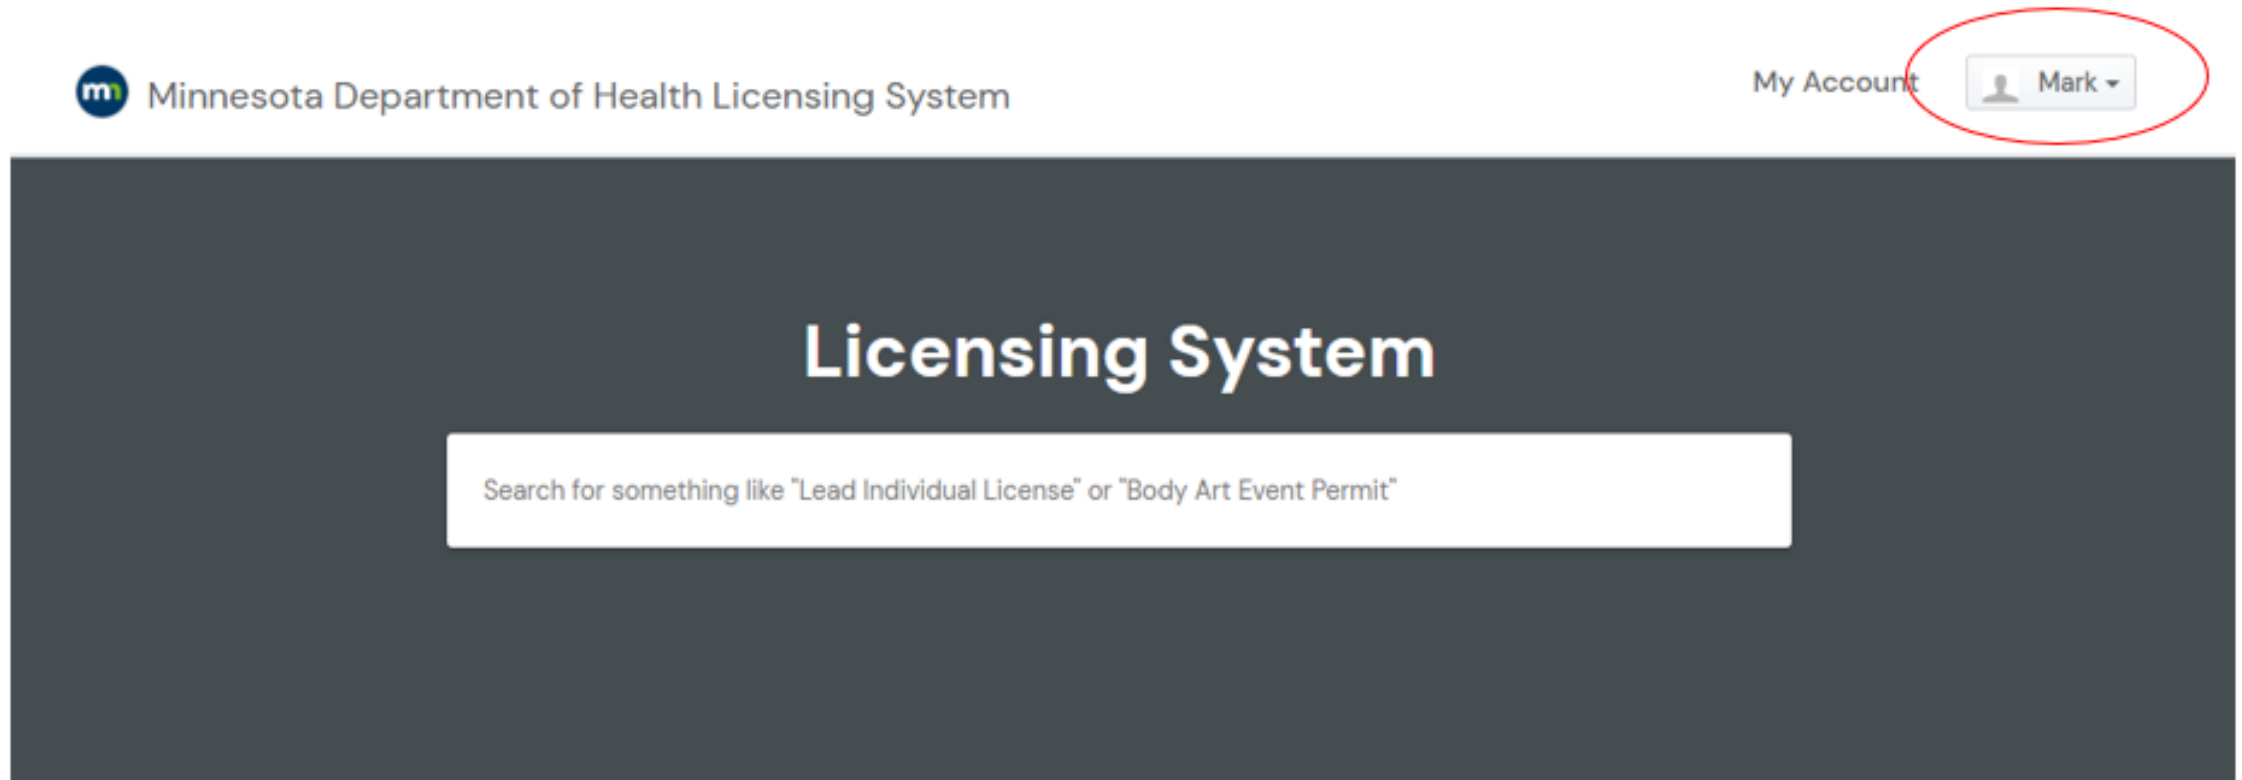 mn Minnesota Department of Health Licensing System
My Account
Mark
Licensing System
Search for something like "Lead Individual License" or "Body Art Event Permit"